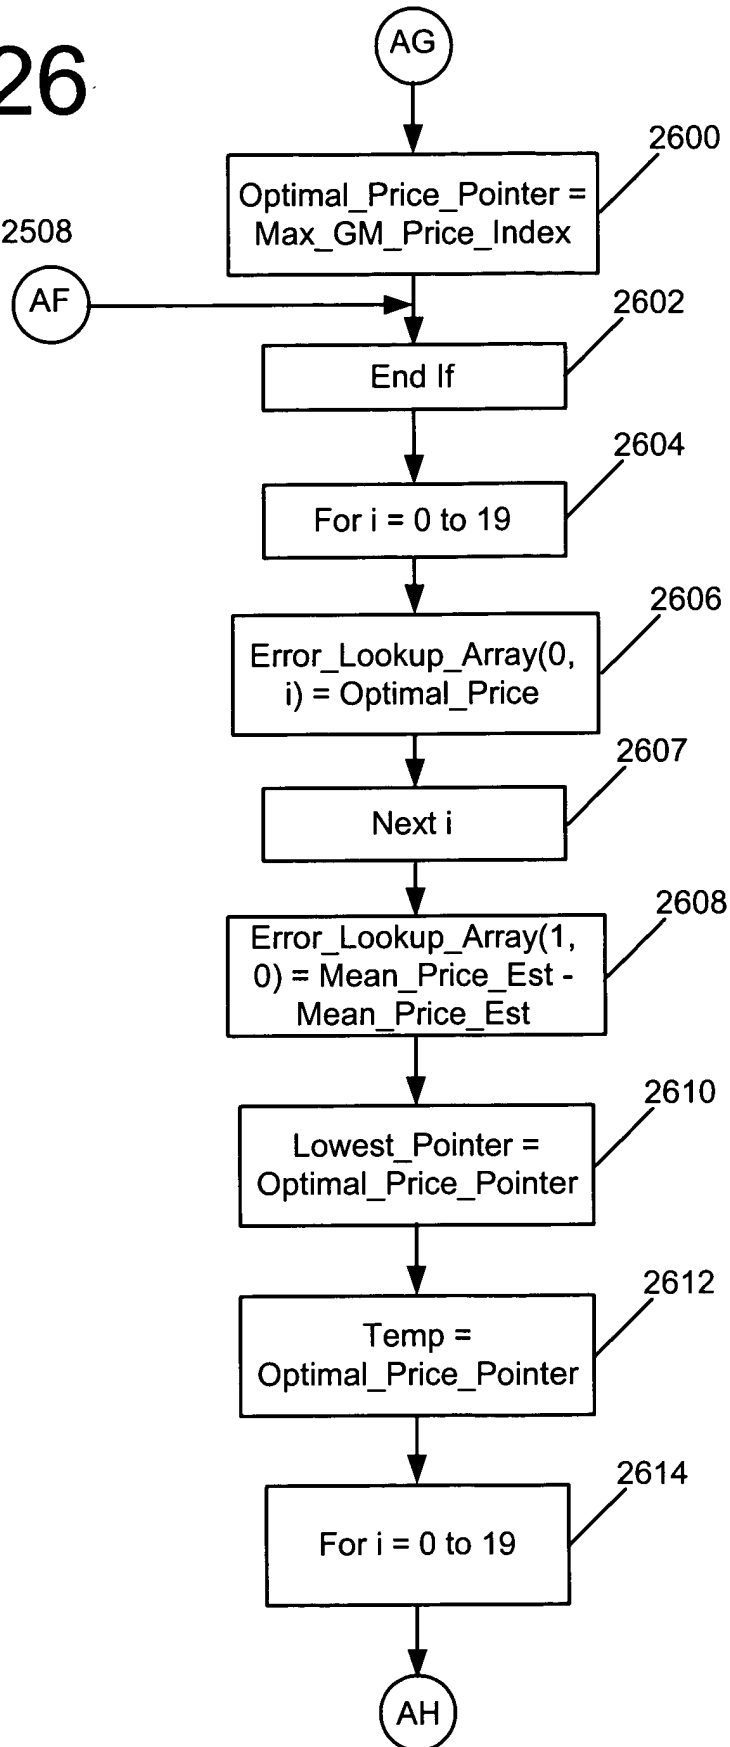 26
AG
2600
Optimal_Price_Pointer =
Max_GM_Price_Index
2508
AF
2602
End If
2604
For i = 0 to 19
2606
Error_Lookup_Array(0,
i) = Optimal_Price
2607
Next i
2608
Error_Lookup_Array(1,
0) = Mean_Price_Est -
Mean_Price_Est
2610
Lowest_Pointer =
Optimal_Price_Pointer
2612
Temp =
Optimal_Price_Pointer
2614
For i = 0 to 19
AH